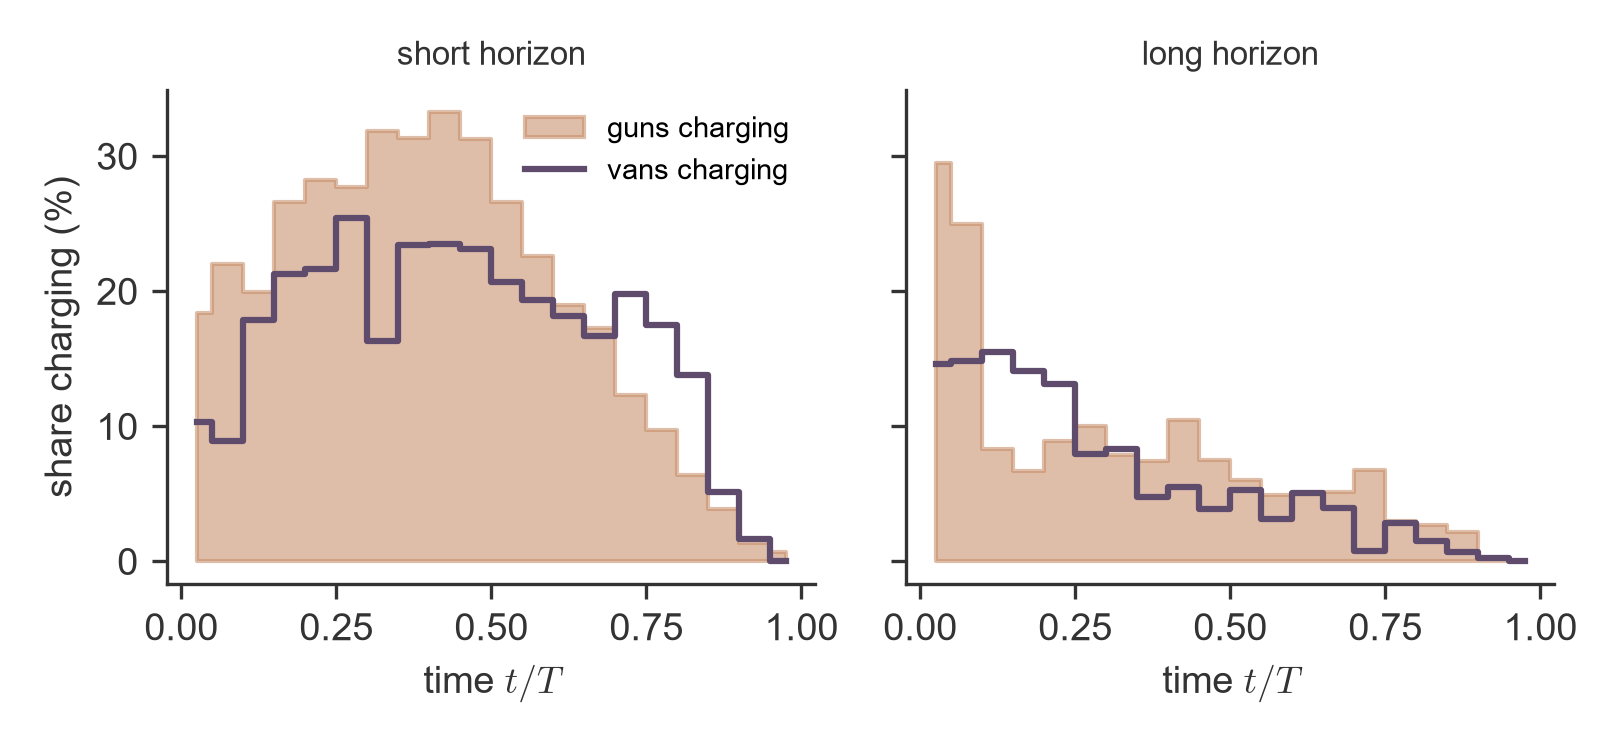 short horizon
long horizon
guns charging
vans charging
share charging (%)
30
20
10
0
0.00 0.25 0.50 0.75 1.00
0.00 0.25 0.50 0.75 1.00
time t/T
time t/T